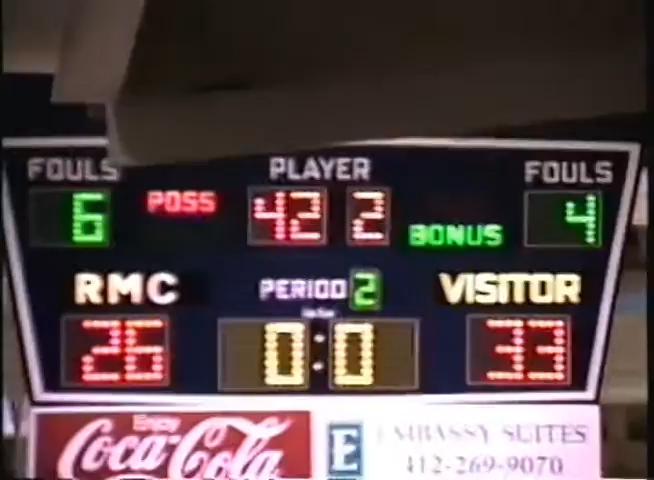 FOULS PLAYER FOULS
6 POSS 42 2 BONUS 4
RMC PERIOD 2 VISITOR
26 0:0 33
Enjoy
Coca-Cola
E EMBASSY SUITES
412-269-9070